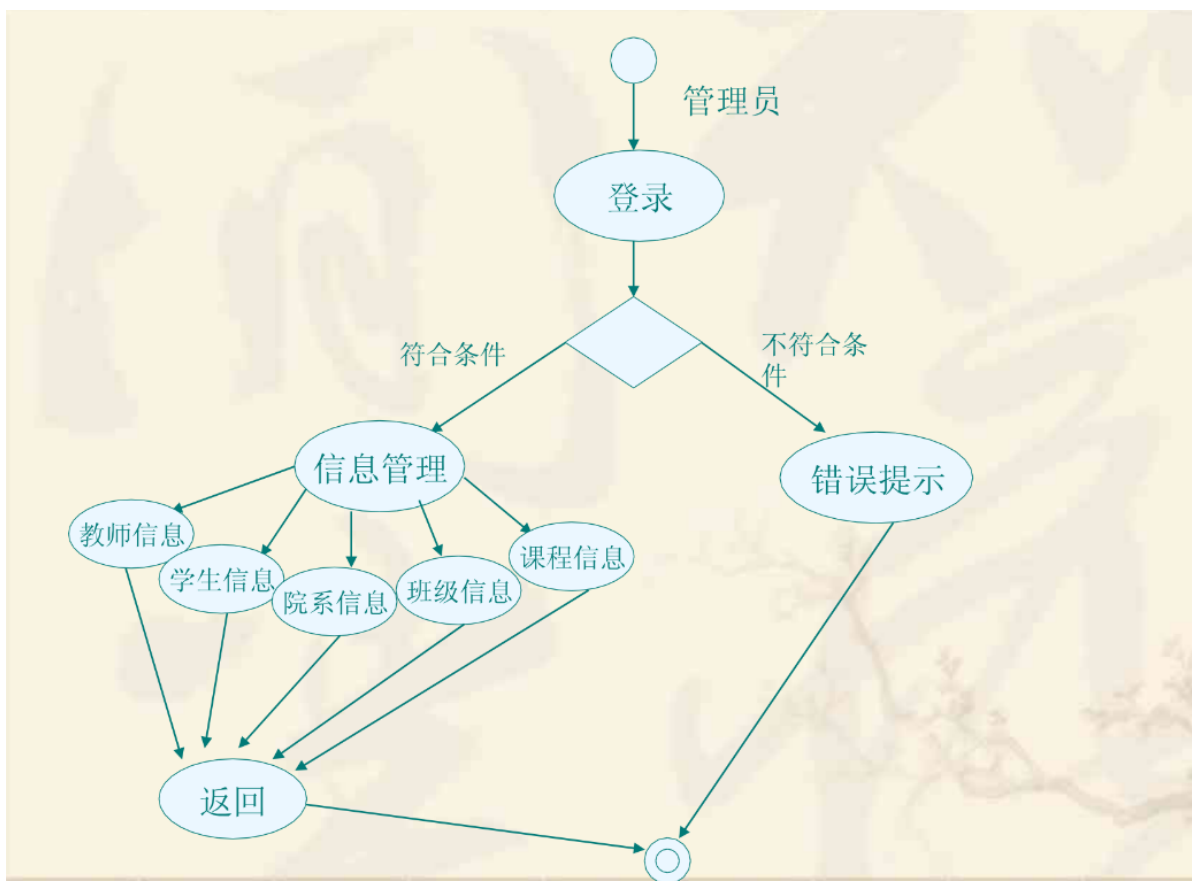 管理员
登录
符合条件
不符合条
件
信息管理
错误提示
教师信息
学生信息
院系信息
班级信息
课程信息
返回